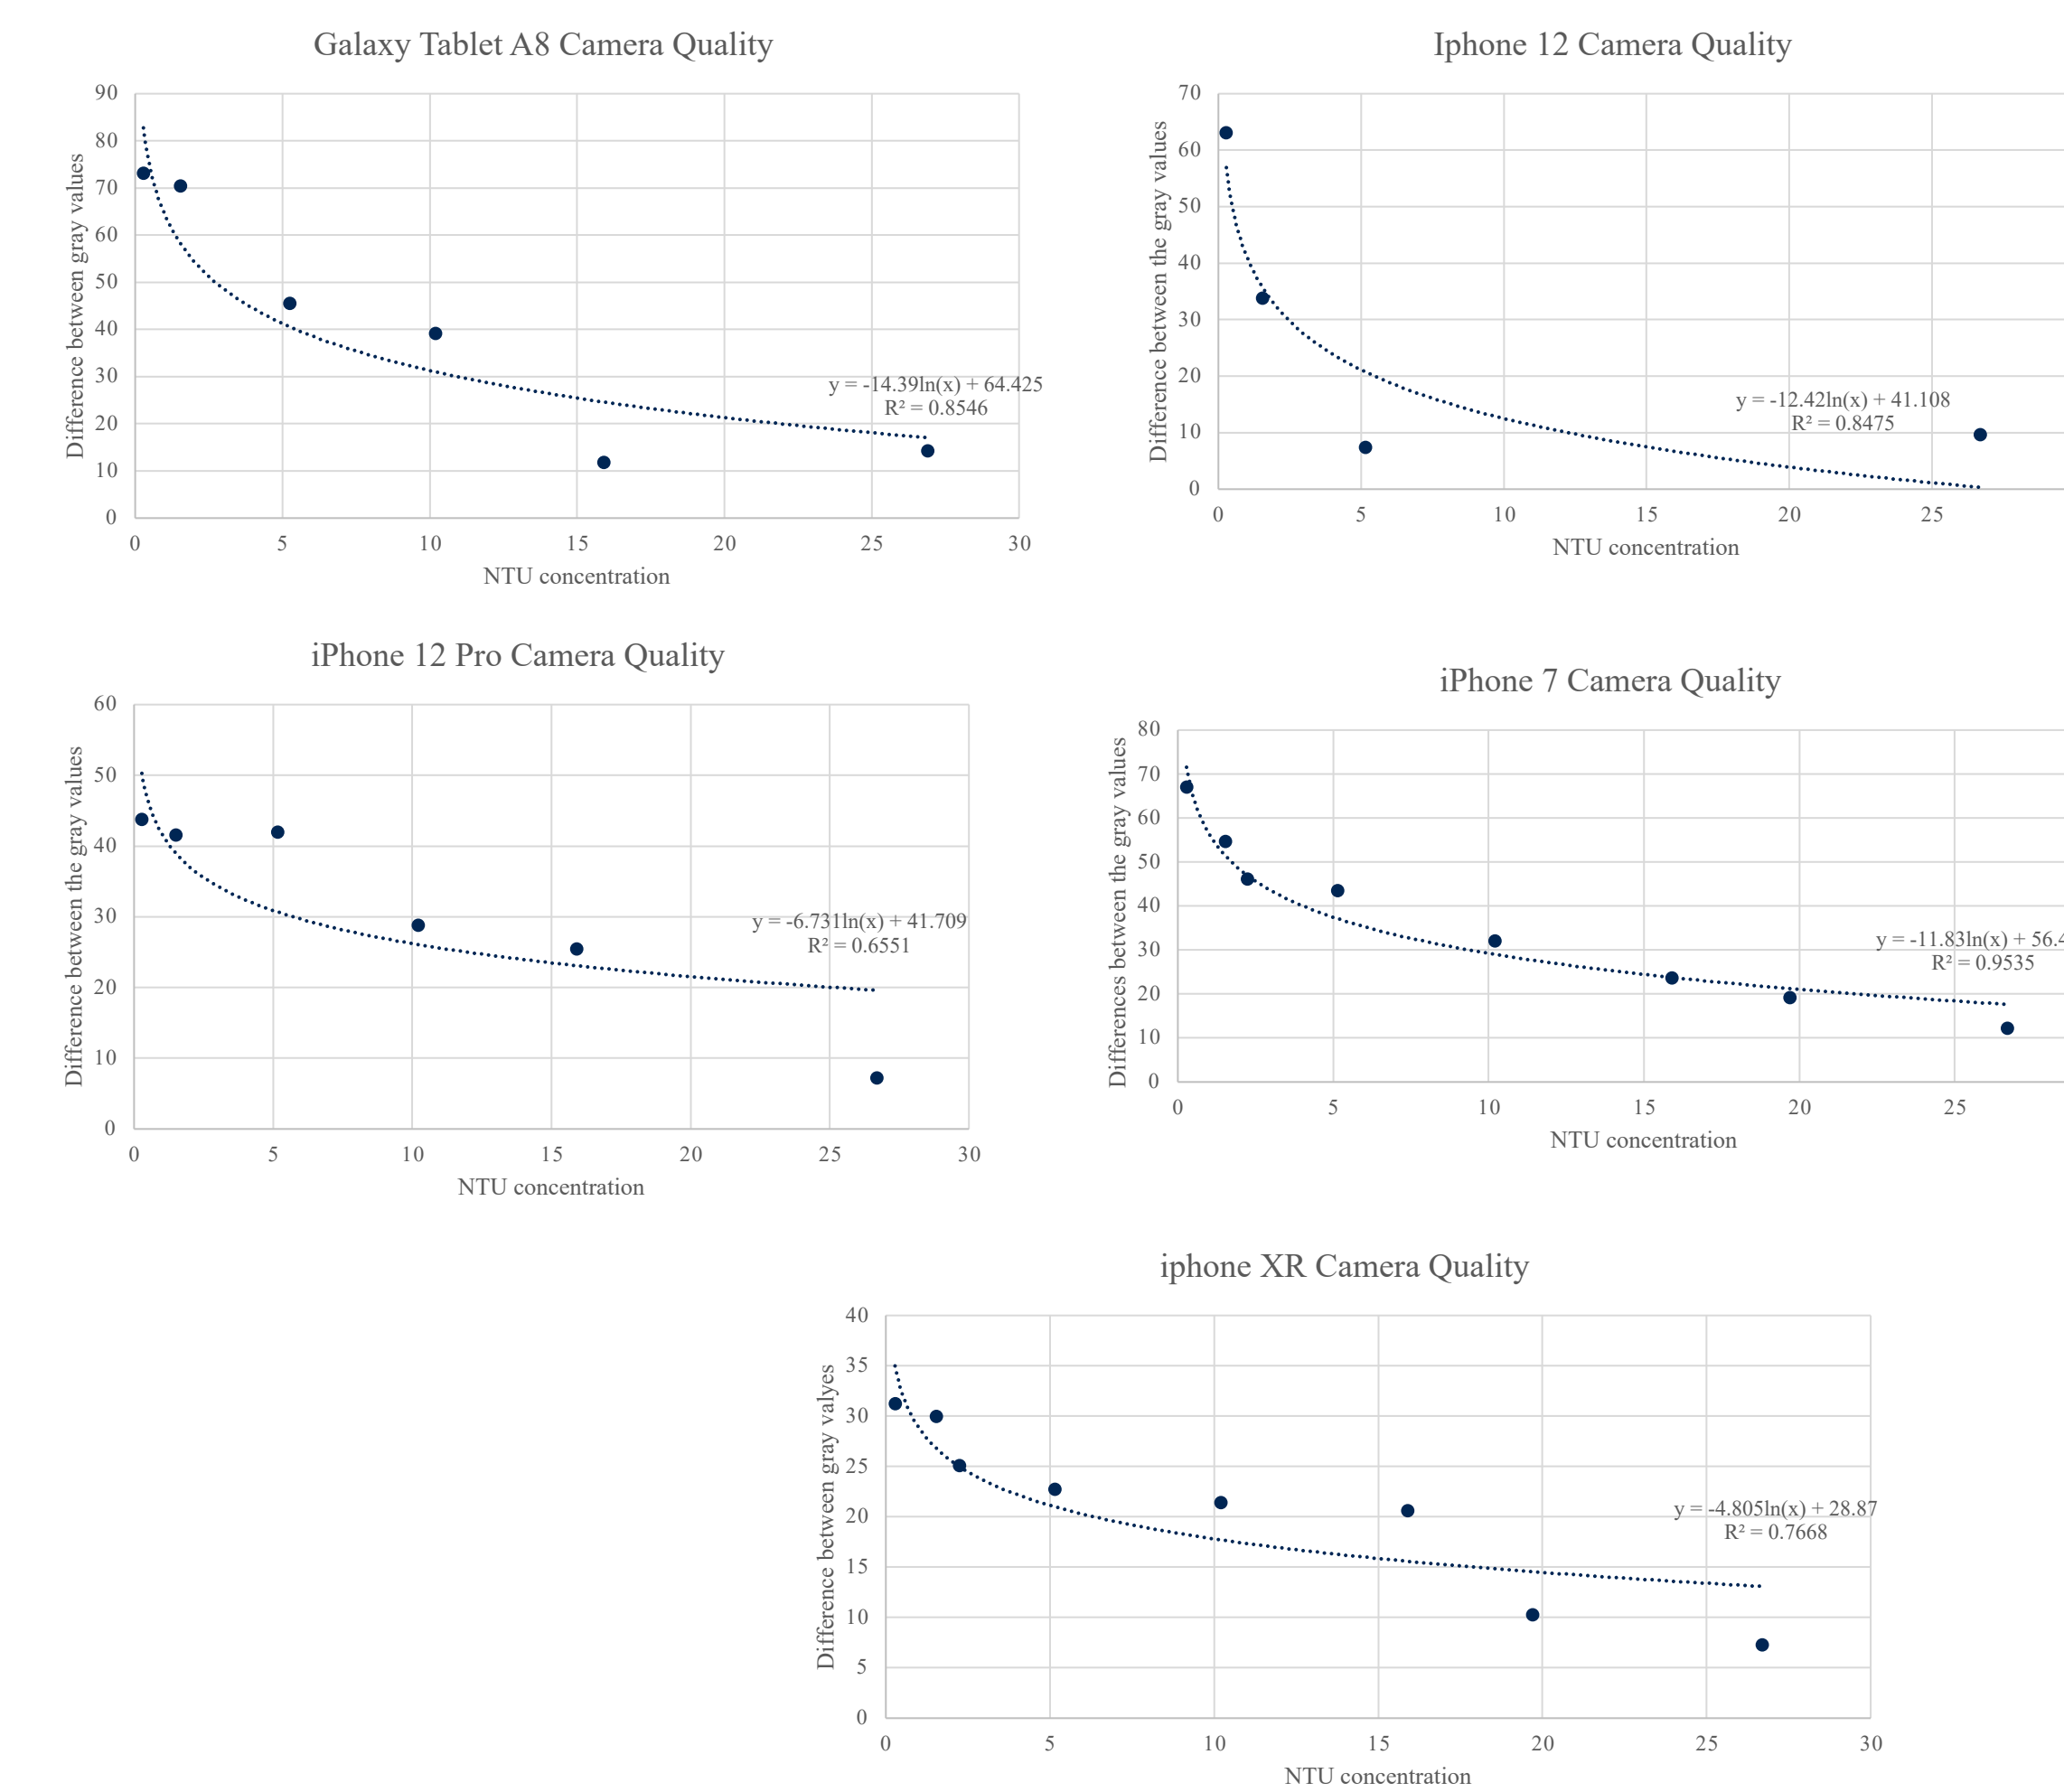 Galaxy Tablet A8 Camera Quality
Difference between gray values
90
80
70
60
50
40
30
20
10
0
y = -14.39ln(x) + 64.425
R² = 0.8546
0 5 10 15 20 25 30
NTU concentration
Iphone 12 Camera Quality
Difference between the gray values
70
60
50
40
30
20
10
0
y = -12.42ln(x) + 41.108
R² = 0.8475
0 5 10 15 20 25
NTU concentration
iPhone 12 Pro Camera Quality
Difference between the gray values
60
50
40
30
20
10
0
y = -6.731ln(x) + 41.709
R² = 0.6551
0 5 10 15 20 25 30
NTU concentration
iPhone 7 Camera Quality
Differences between the gray values
80
70
60
50
40
30
20
10
0
y = -11.83ln(x) + 56.4
R² = 0.9535
0 5 10 15 20 25
NTU concentration
iphone XR Camera Quality
Difference between gray valyes
40
35
30
25
20
15
10
5
0
y = -4.805ln(x) + 28.87
R² = 0.7668
0 5 10 15 20 25 30
NTU concentration